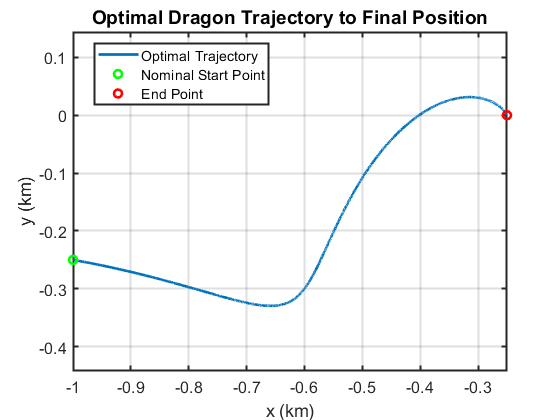 Optimal Dragon Trajectory to Final Position
Optimal Trajectory
Nominal Start Point
End Point
0.1
0
-0.1
-0.2
-0.3
-0.4
y (km)
-1 -0.9 -0.8 -0.7 -0.6 -0.5 -0.4 -0.3
x (km)